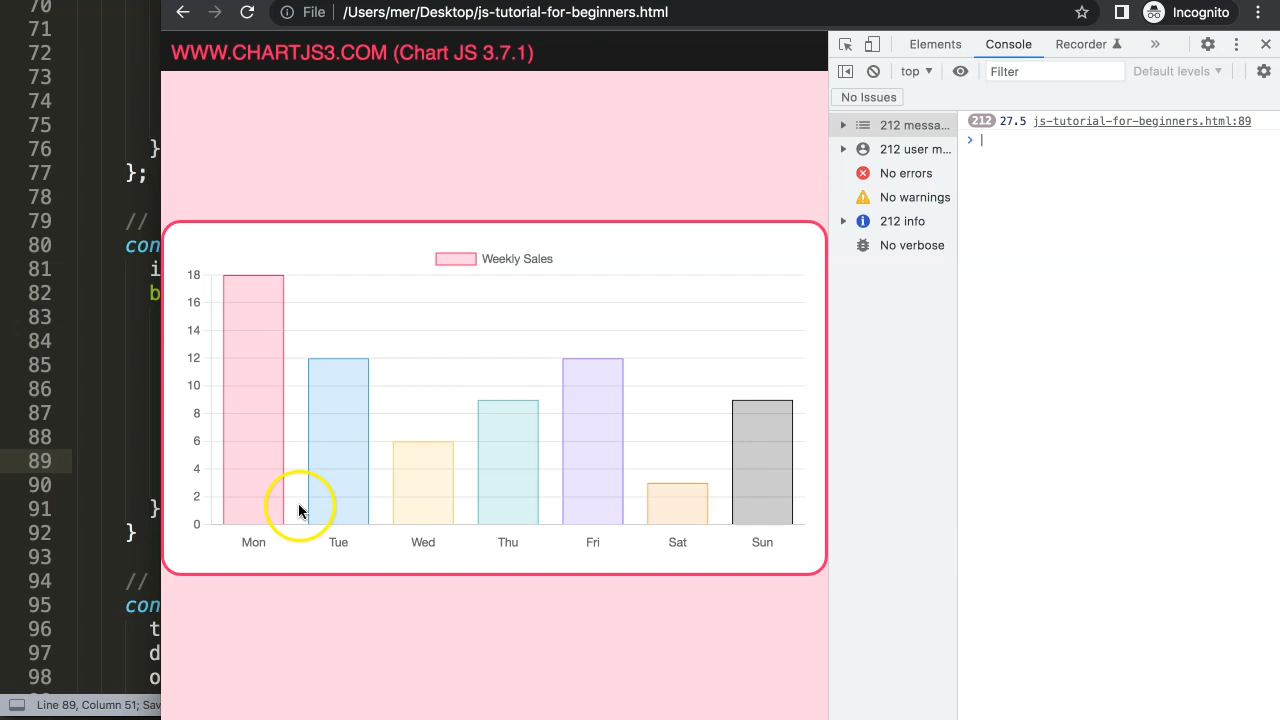 70
71
72
73
74
75
76 }
77 };
78
79 //
80 con
81 i
82 b
83
84
85
86
87
88
89
90
91 }
92 }
93
94 //
95 con
96 t
97 d
98 o
Line 89, Column 51; Sav
File /Users/mer/Desktop/js-tutorial-for-beginners.html
Incognito
WWW.CHARTJS3.COM (Chart JS 3.7.1)
Weekly Sales
18
16
14
12
10
8
6
4
2
0
Mon Tue Wed Thu Fri Sat Sun
Elements Console Recorder
top Filter Default levels
No Issues
212 messa...
212 user m...
No errors
No warnings
212 info
No verbose
212 27.5 js-tutorial-for-beginners.html:89